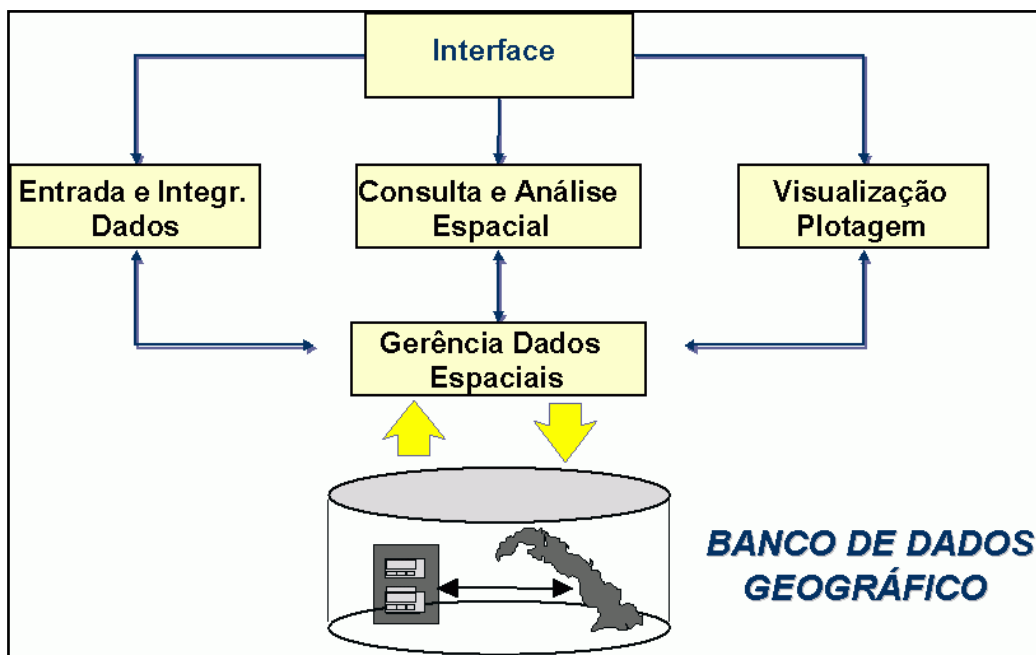 Interface
Entrada e Integr.
Dados
Consulta e Análise
Espacial
Visualização
Plotagem
Gerência Dados
Espaciais
BANCO DE DADOS
GEOGRÁFICO